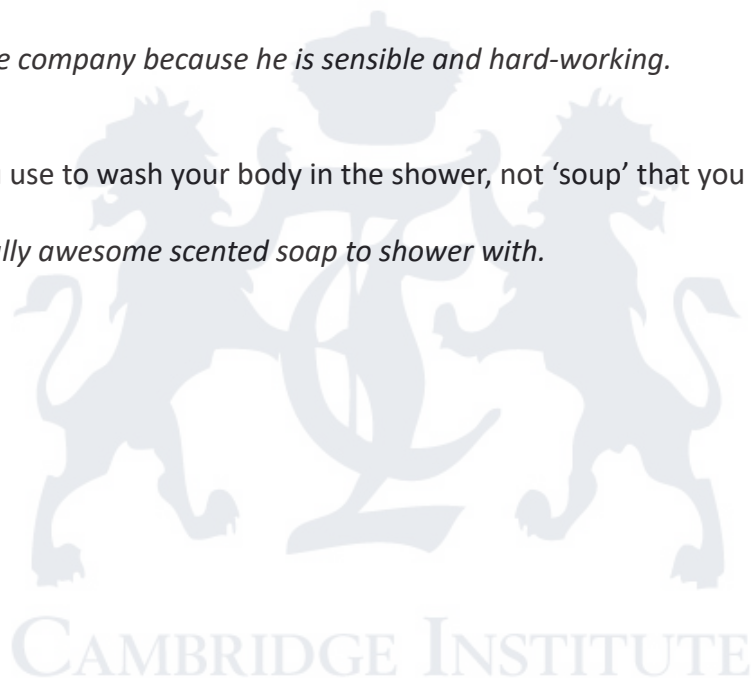 e company because he is sensible and hard-working.
use to wash your body in the shower, not ‘soup’ that you
ally awesome scented soap to shower with.
CAMBRIDGE INSTITUTE